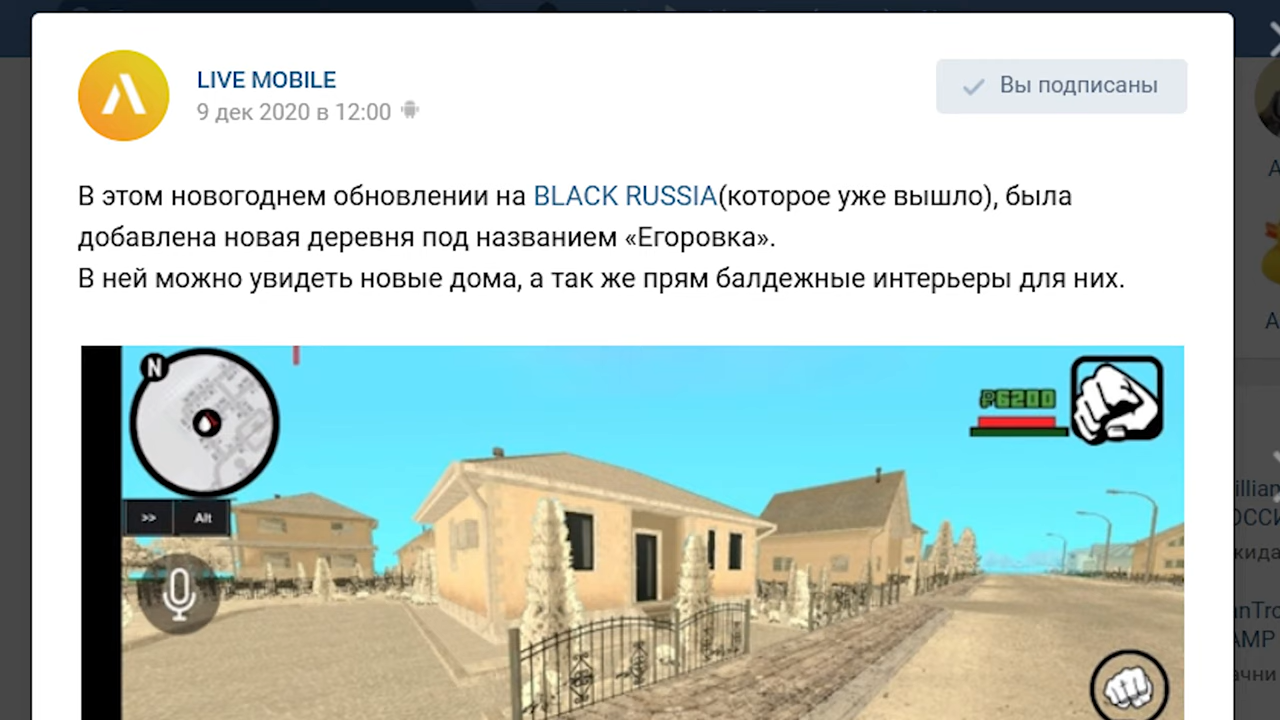 LIVE MOBILE
9 дек 2020 в 12:00
Вы подписаны
В этом новогоднем обновлении на BLACK RUSSIA(которое уже вышло), была
добавлена новая деревня под названием «Егоровка».
В ней можно увидеть новые дома, а так же прям балдежные интерьеры для них.
N
₽6200
>> Alt